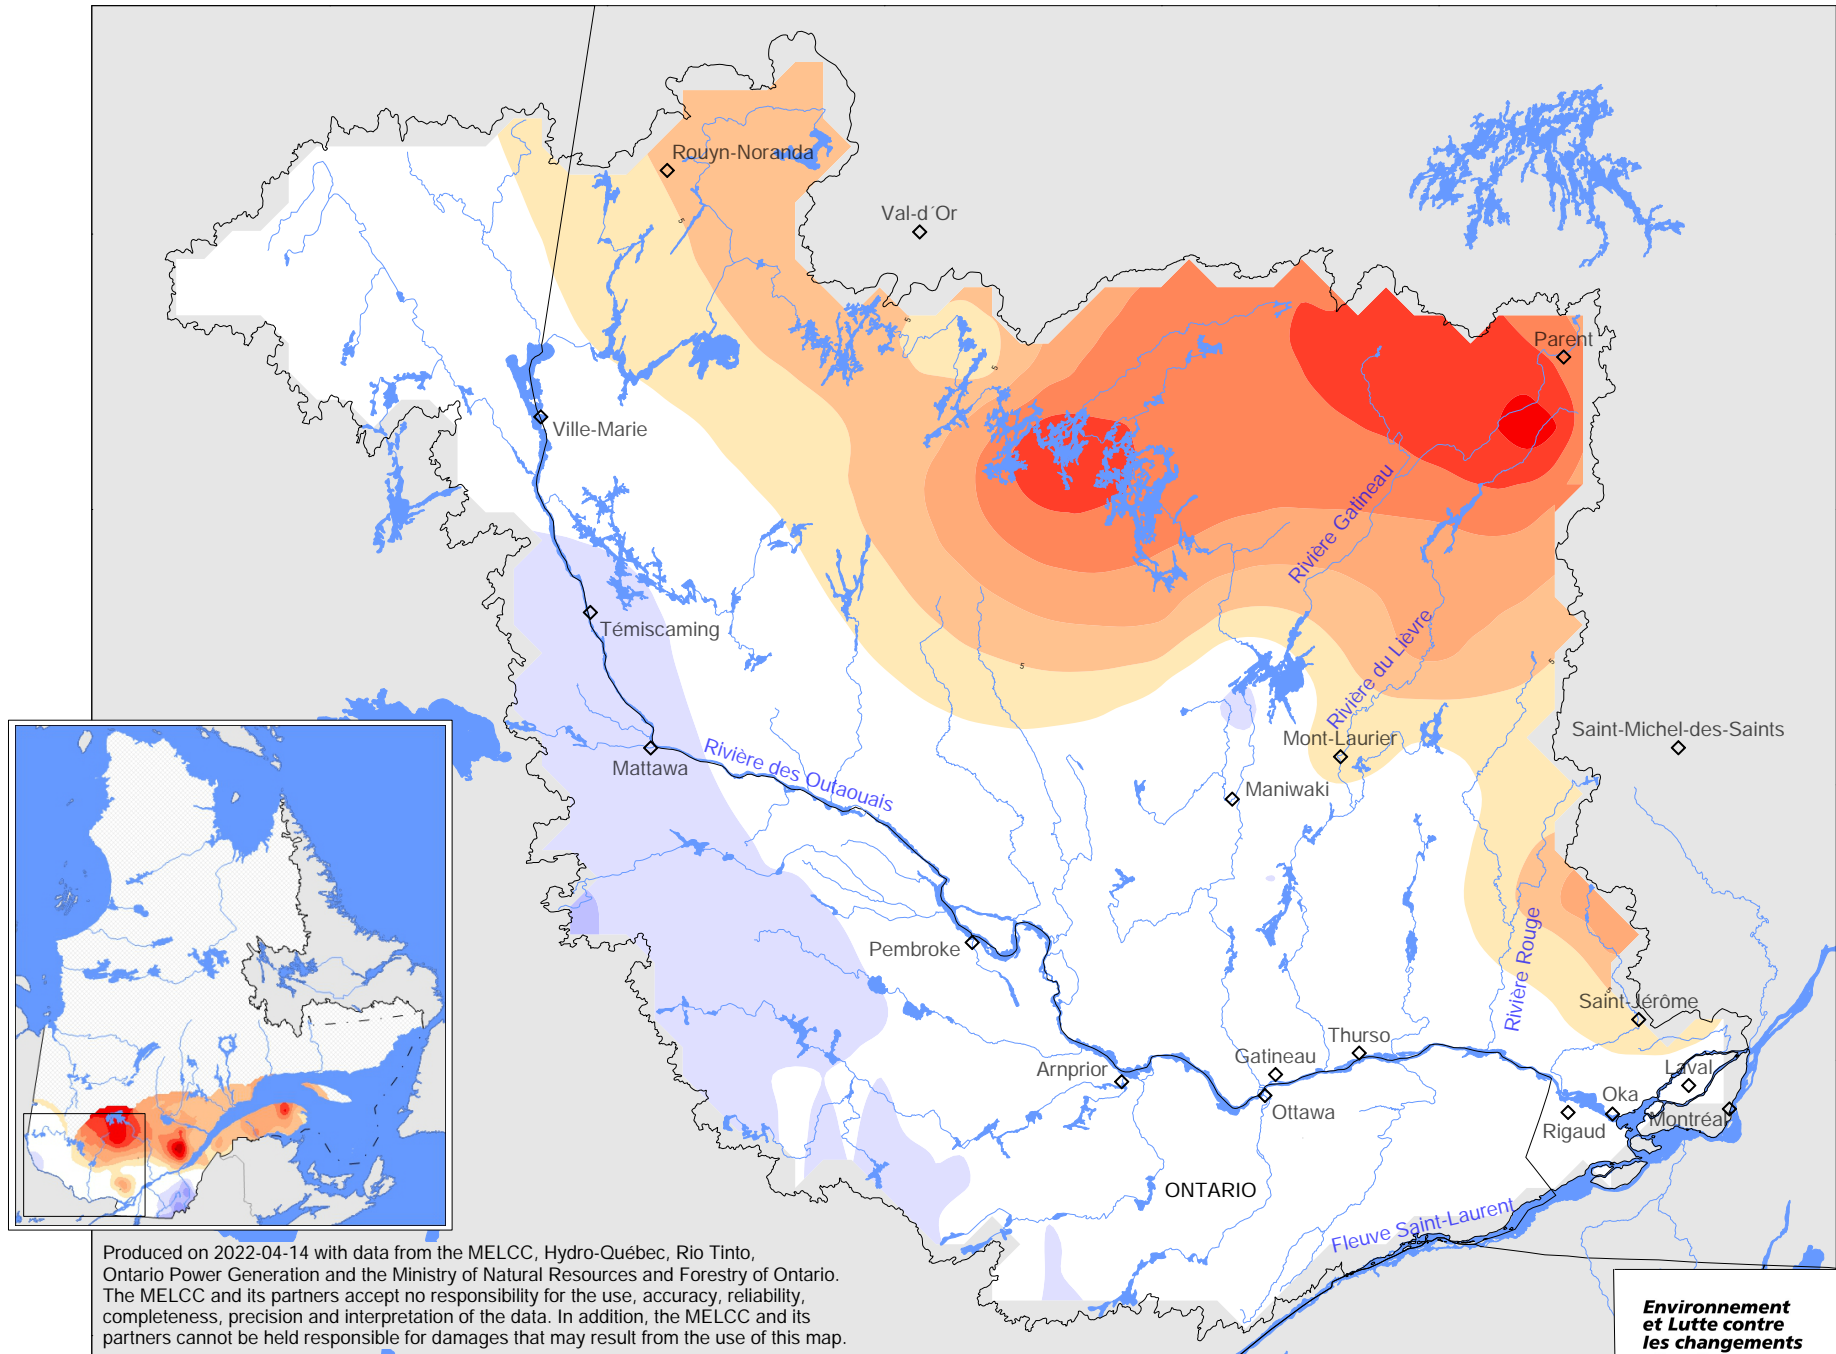 Rouyn-Noranda
5
Val-d´Or
5
5
Parent
Ville-Marie
Rivière Gatineau
Témiscaming
Rivière du Lièvre
5
5
Saint-Michel-des-Saints
Mont-Laurier
Mattawa
Rivière des Outaouais
Maniwaki
Pembroke
Rivière Rouge
Saint-Jérôme
Thurso
Gatineau
Arnprior
Laval
Ottawa
Oka
Rigaud
Montréal
ONTARIO
Fleuve Saint-Laurent
Produced on 2022-04-14 with data from the MELCC, Hydro-Québec, Rio Tinto,
Ontario Power Generation and the Ministry of Natural Resources and Forestry of Ontario.
The MELCC and its partners accept no responsibility for the use, accuracy, reliability,
completeness, precision and interpretation of the data. In addition, the MELCC and its
partners cannot be held responsible for damages that may result from the use of this map.
Environnement
et Lutte contre
les changements